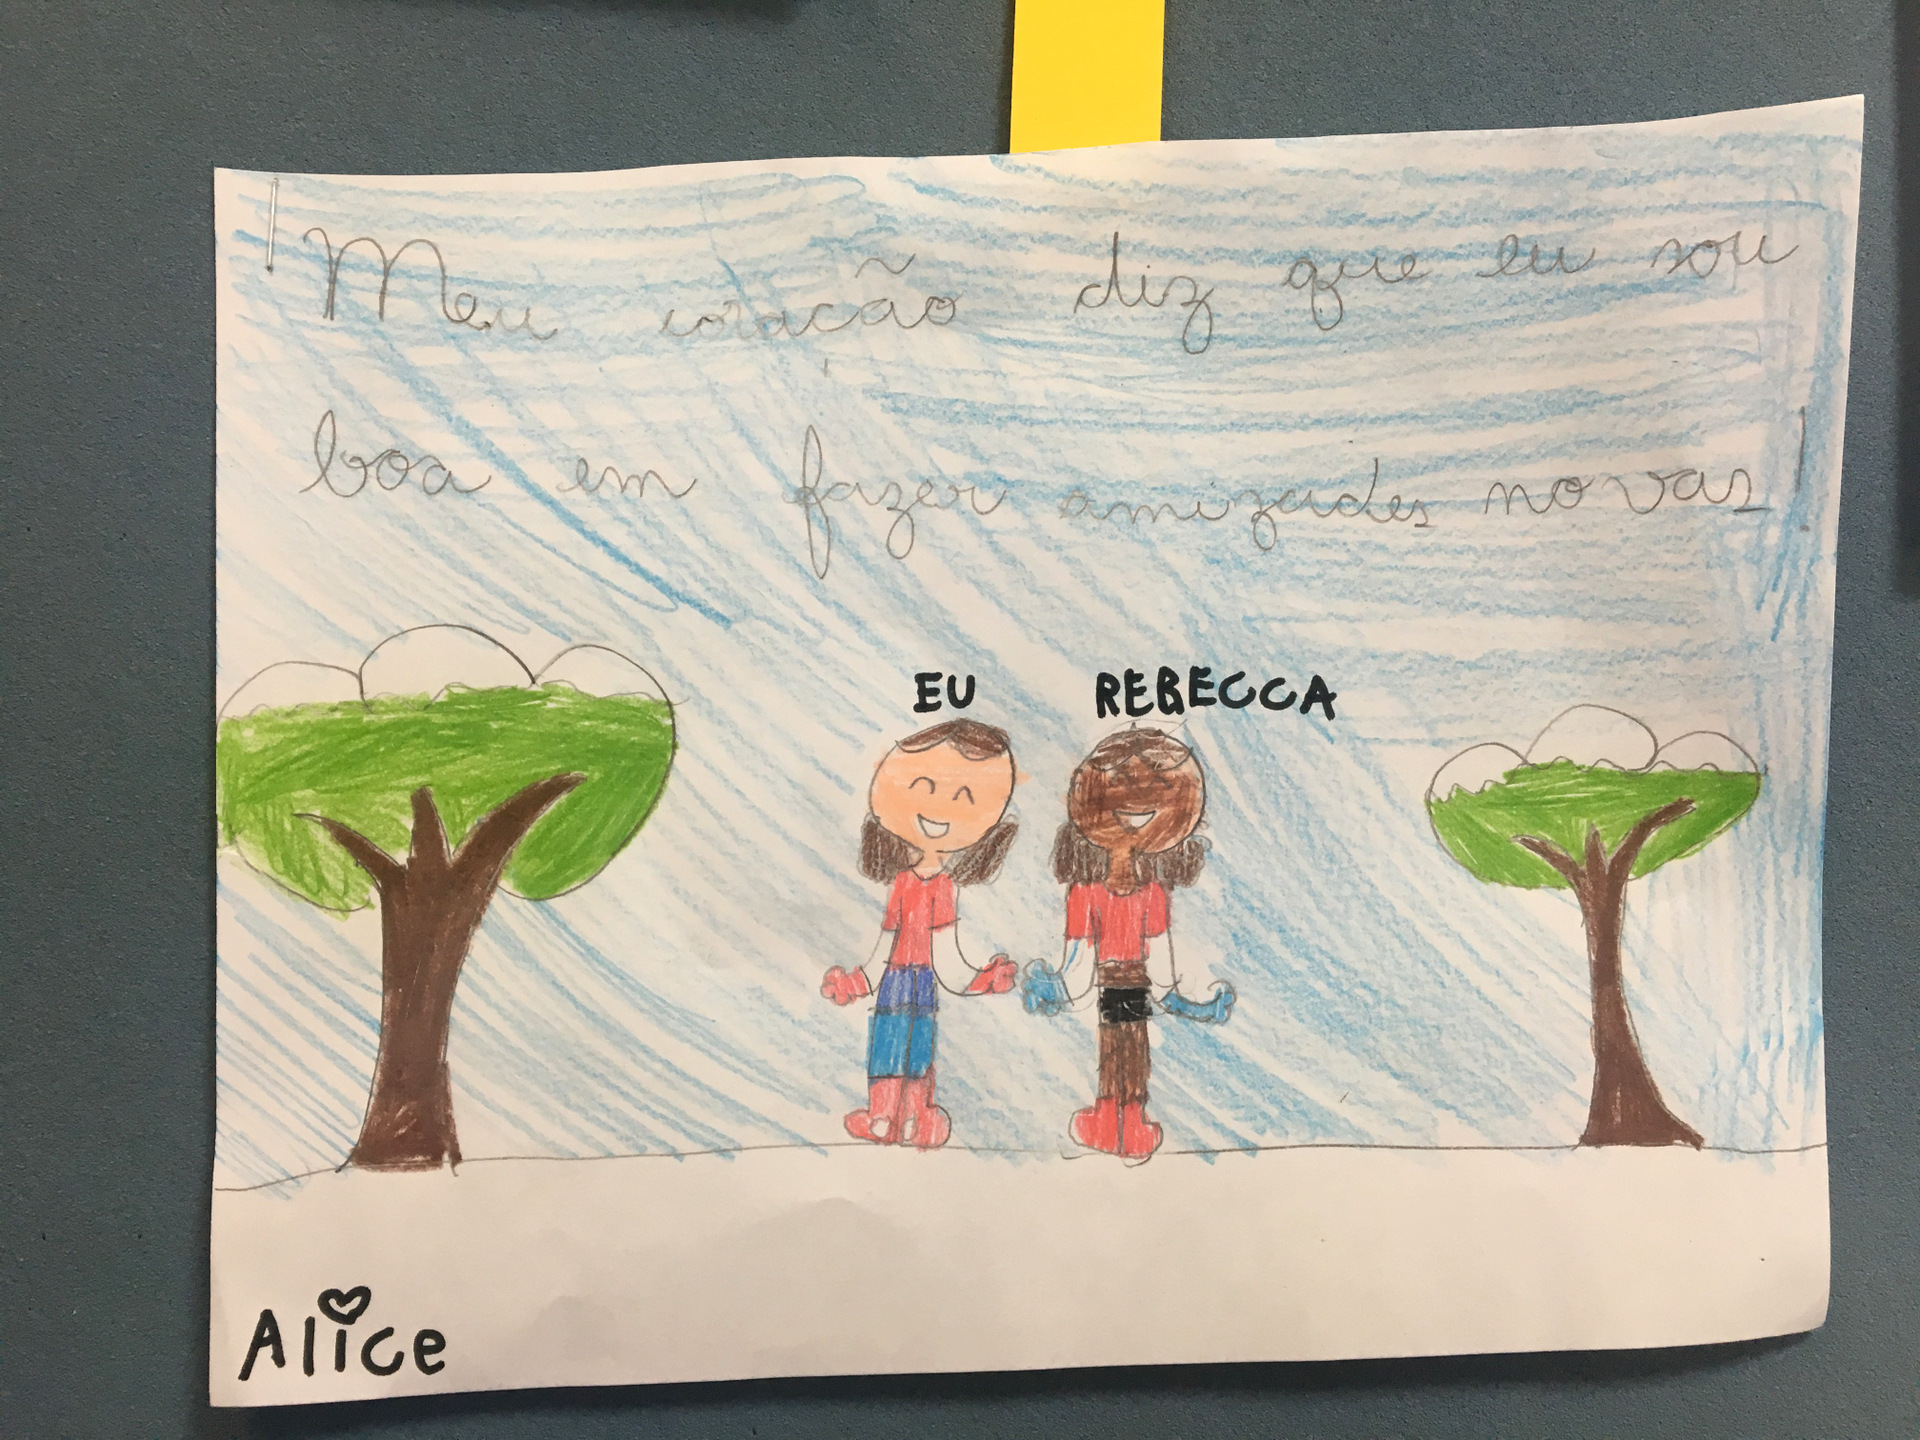 Meu coração diz que eu sou
boa em fazer amizades novas!
EU REBECCA
Alice